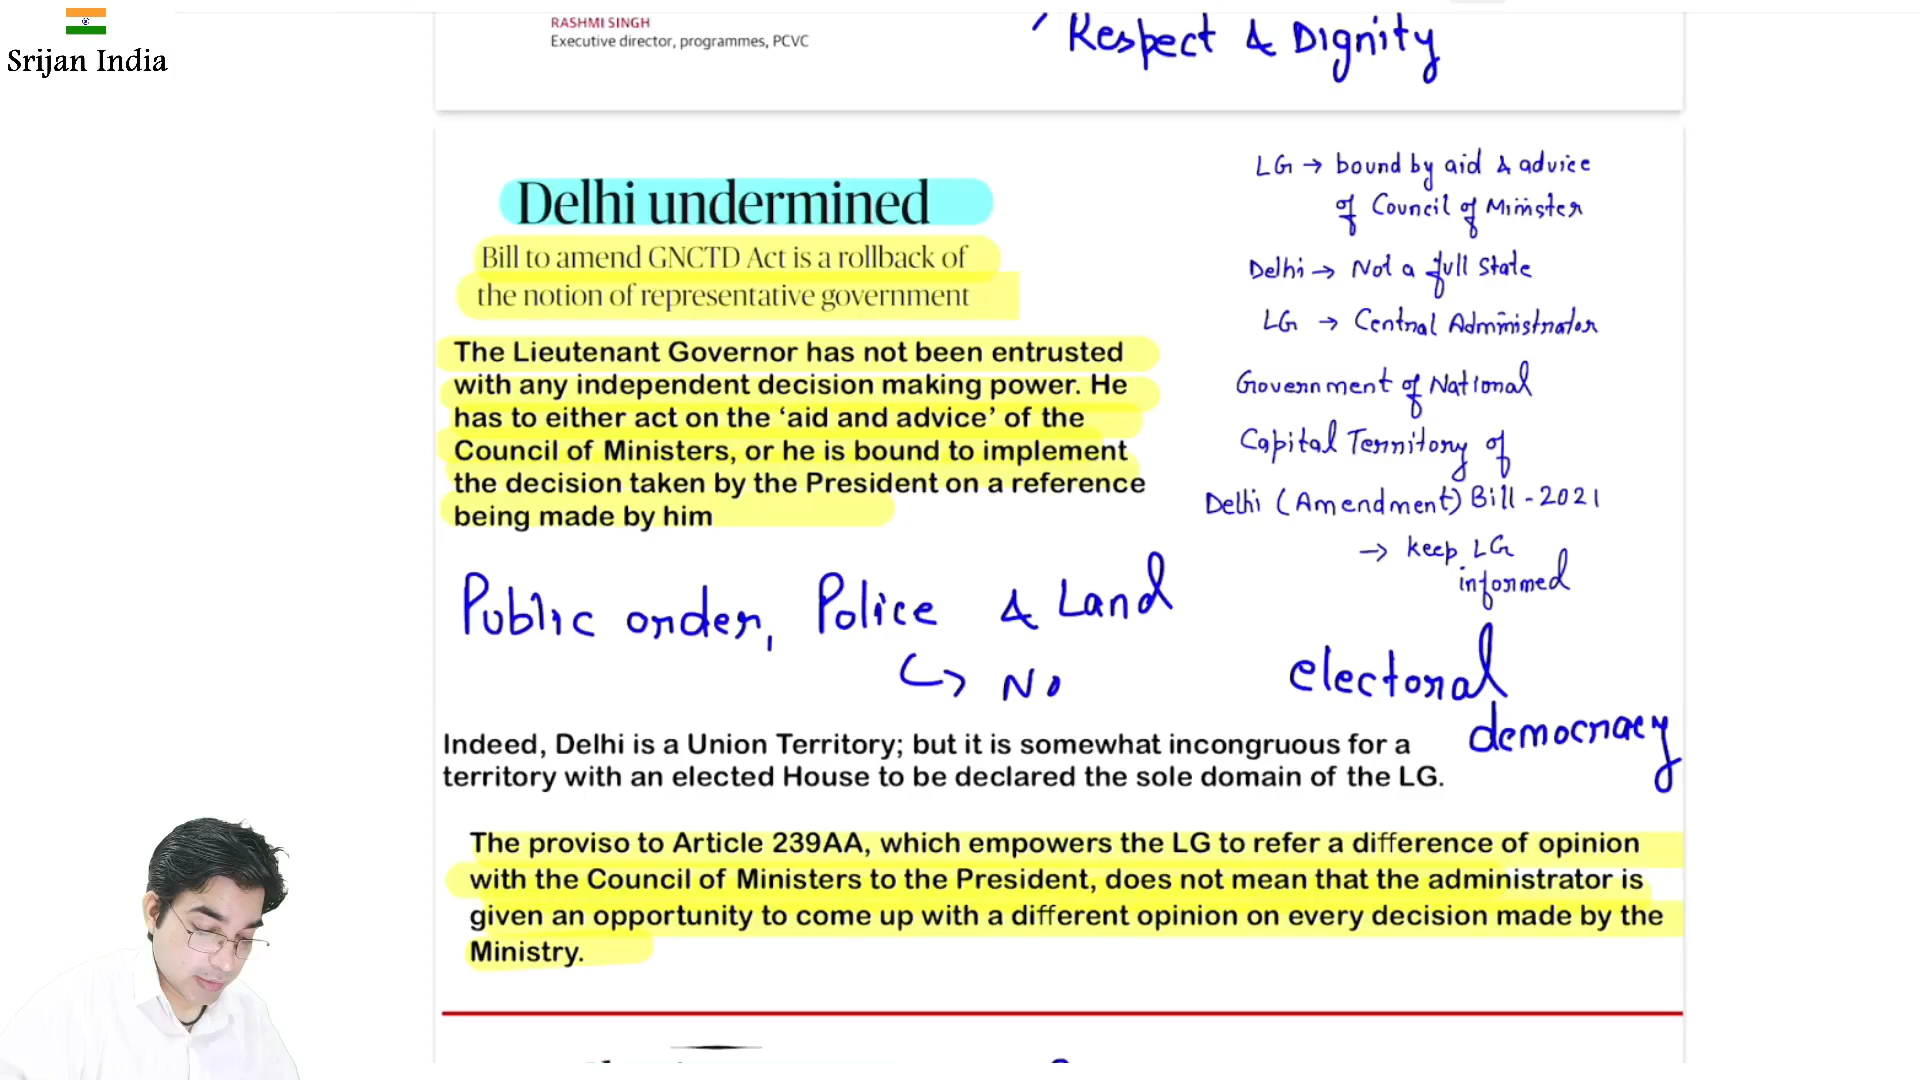 Srijan India
RASHMI SINGH
Executive director, programmes, PCVC
Respect & Dignity
Delhi undermined
Bill to amend GNCTD Act is a rollback of
the notion of representative government
The Lieutenant Governor has not been entrusted
with any independent decision making power. He
has to either act on the ‘aid and advice’ of the
Council of Ministers, or he is bound to implement
the decision taken by the President on a reference
being made by him
LG → bound by aid & advice
of Council of Minister
Delhi → Not a full State
LG → Central Administrator
Government of National
Capital Territory of
Delhi (Amendment) Bill - 2021
→ keep LG
informed
Public order, Police & Land
↳ No
electoral
democracy
Indeed, Delhi is a Union Territory; but it is somewhat incongruous for a
territory with an elected House to be declared the sole domain of the LG.
The proviso to Article 239AA, which empowers the LG to refer a difference of opinion
with the Council of Ministers to the President, does not mean that the administrator is
given an opportunity to come up with a different opinion on every decision made by the
Ministry.